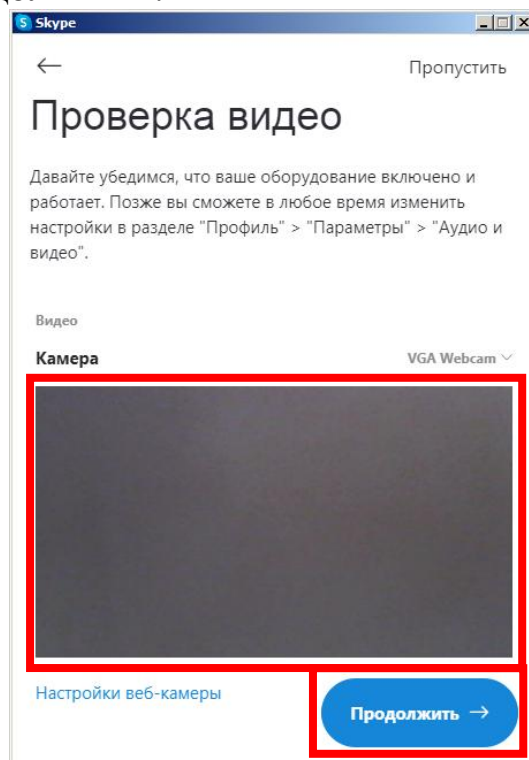 Skype
Пропустить
Проверка видео
Давайте убедимся, что ваше оборудование включено и
работает. Позже вы сможете в любое время изменить
настройки в разделе "Профиль" > "Параметры" > "Аудио и
видео".
Видео
Камера VGA Webcam
Настройки веб-камеры
Продолжить →